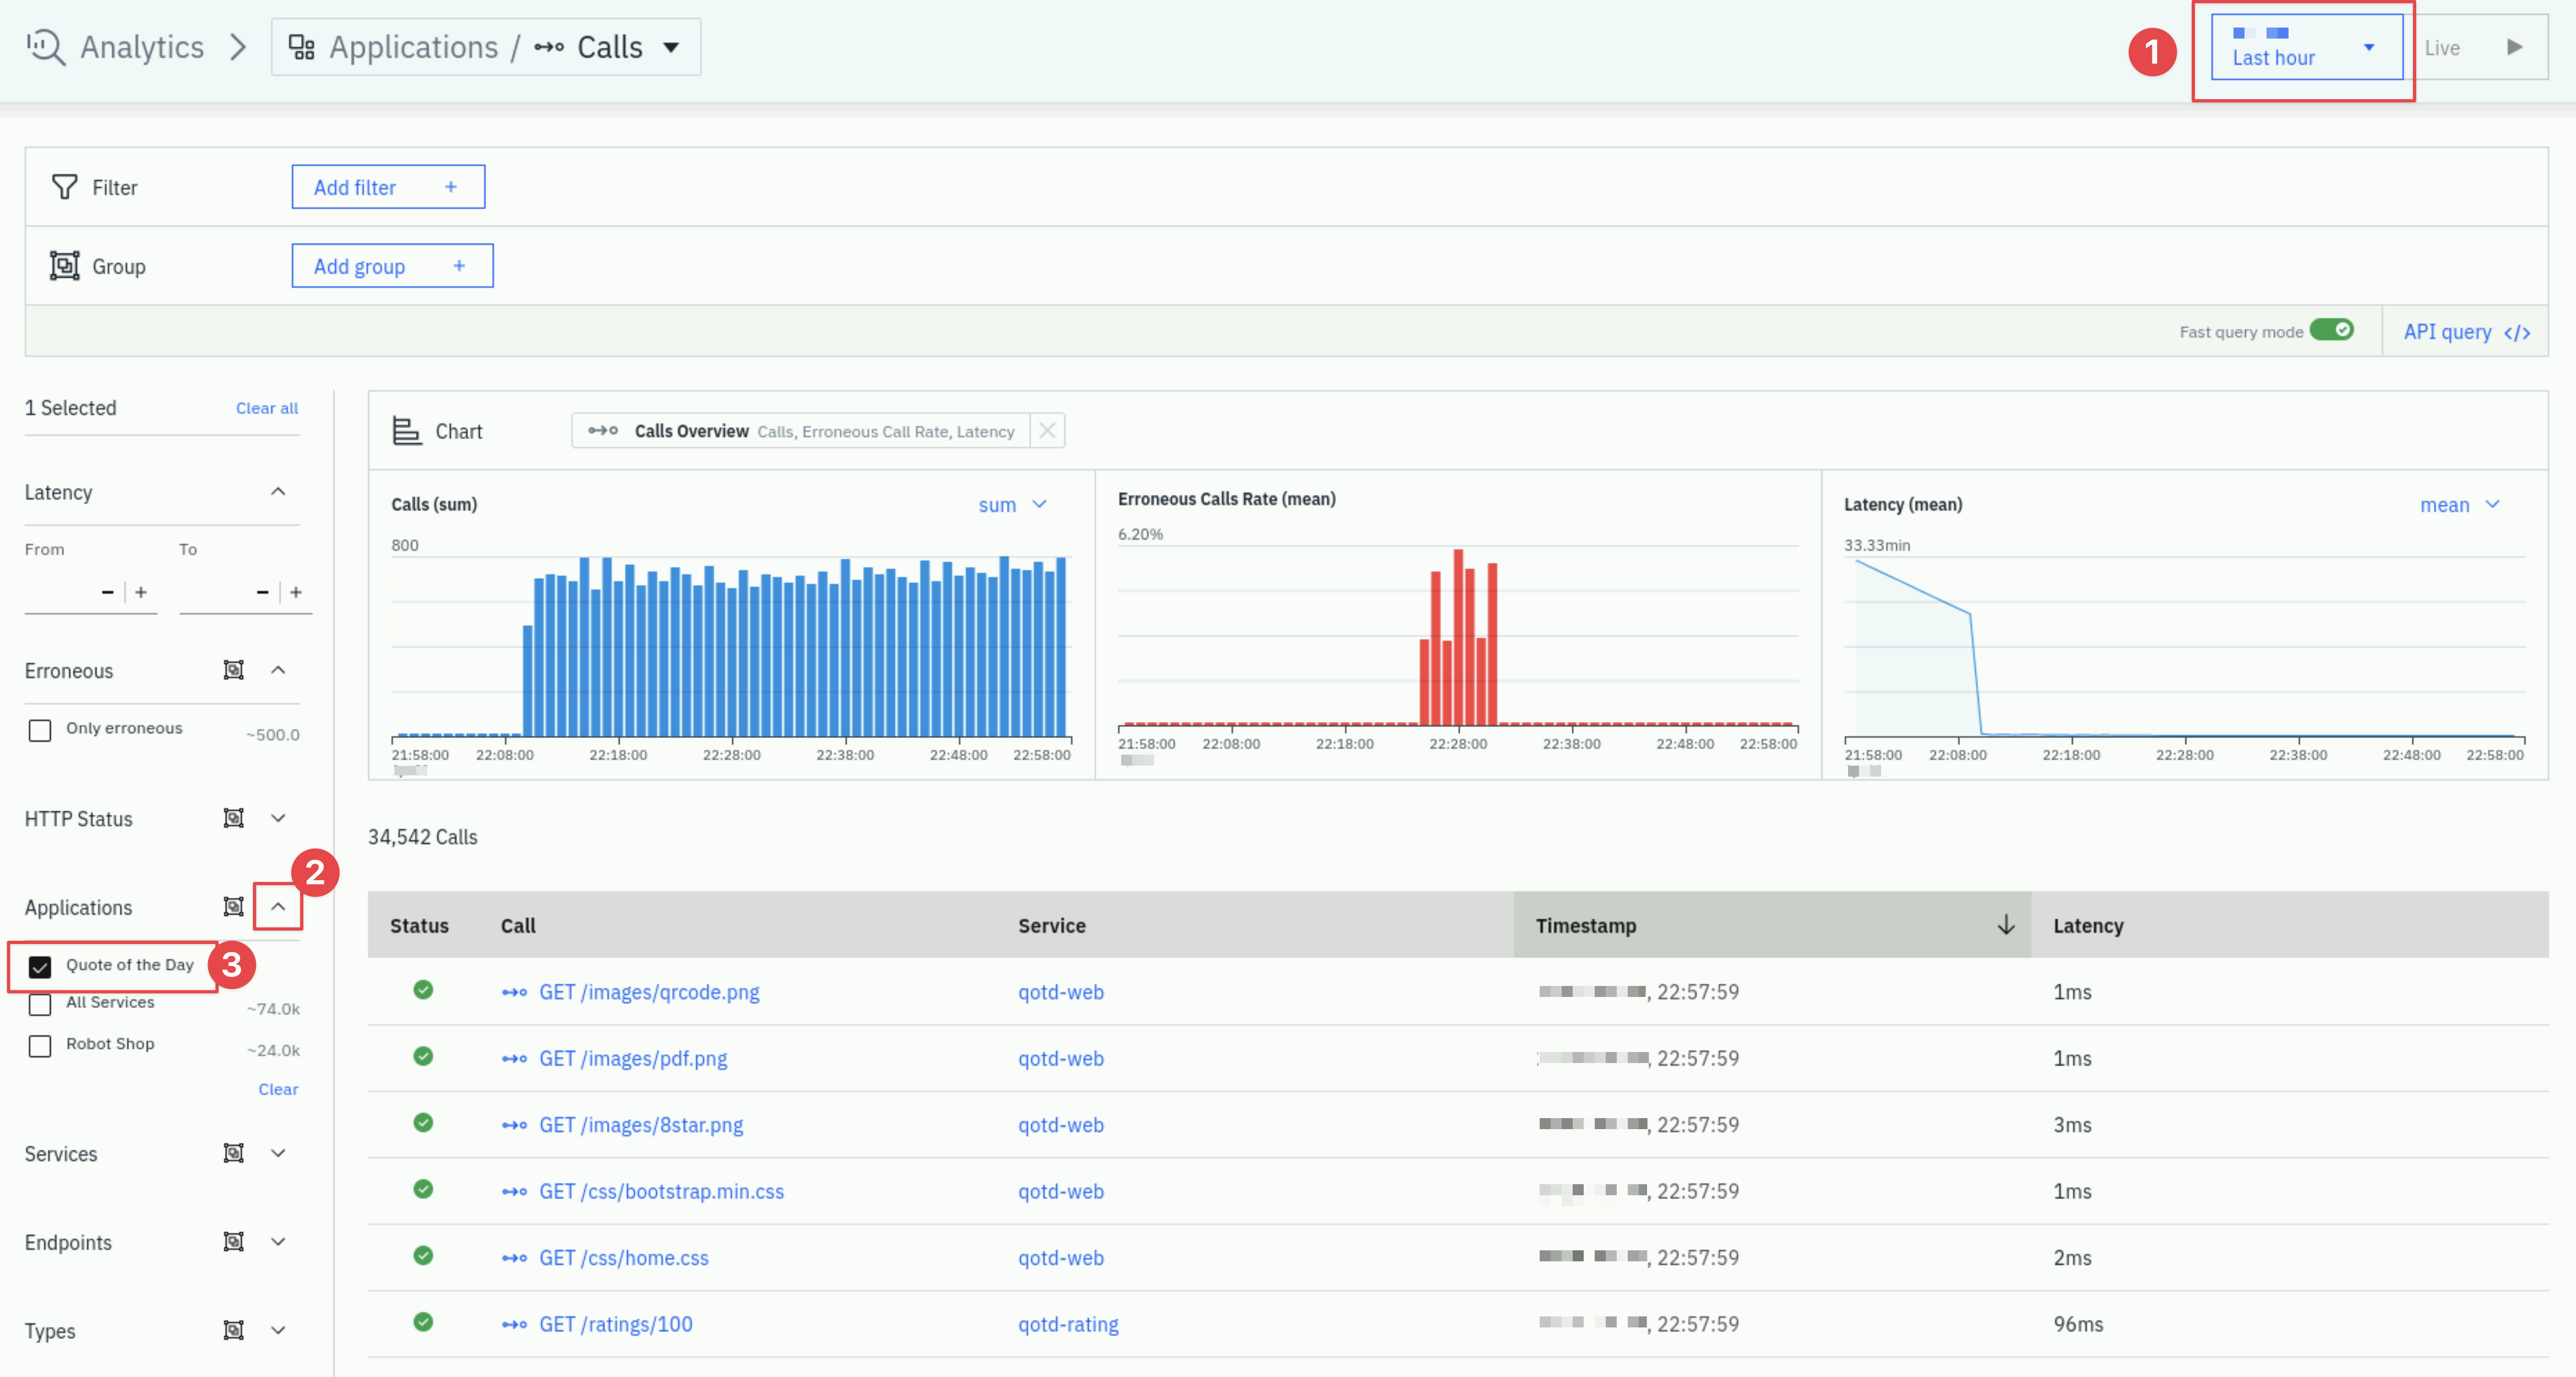 Analytics
Applications / Calls
1
Last hour
Live
Filter
Add filter +
Group
Add group +
Fast query mode
API query </>
1 Selected
Clear all
Latency
From
To
- +
- +
Erroneous
Only erroneous
~500.0
HTTP Status
2
Applications
Quote of the Day
3
All Services
~74.0k
Robot Shop
~24.0k
Clear
Services
Endpoints
Types
Chart
Calls Overview Calls, Erroneous Call Rate, Latency
Calls (sum)
sum
800
21:58:00 22:08:00 22:18:00 22:28:00 22:38:00 22:48:00 22:58:00
Erroneous Calls Rate (mean)
6.20%
21:58:00 22:08:00 22:18:00 22:28:00 22:38:00 22:48:00 22:58:00
Latency (mean)
mean
33.33min
21:58:00 22:08:00 22:18:00 22:28:00 22:38:00 22:48:00 22:58:00
34,542 Calls
Status Call Service Timestamp Latency
GET /images/qrcode.png qotd-web , 22:57:59 1ms
GET /images/pdf.png qotd-web , 22:57:59 1ms
GET /images/8star.png qotd-web , 22:57:59 3ms
GET /css/bootstrap.min.css qotd-web , 22:57:59 1ms
GET /css/home.css qotd-web , 22:57:59 2ms
GET /ratings/100 qotd-rating , 22:57:59 96ms